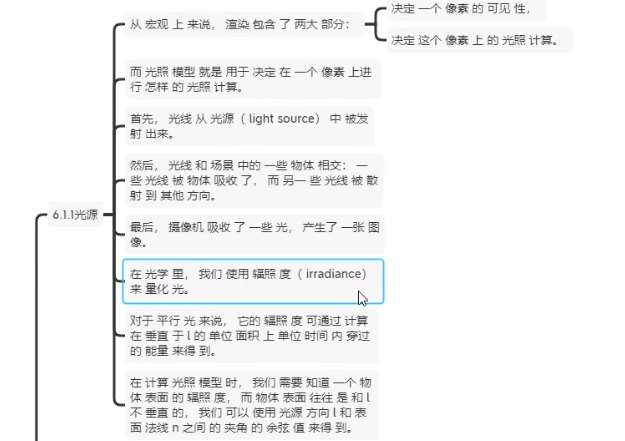 决定 一个 像素 的 可见 性，
从 宏观 上 来说， 渲染 包含 了 两大 部分：
决定 这个 像素 上 的 光照 计算。
而 光照 模型 就是 用于 决定 在 一个 像素 上进
行 怎样 的 光照 计算。
首先， 光线 从 光源（ light source） 中 被发
射 出来。
然后， 光线 和 场景 中的 一些 物体 相交： 一
些 光线 被 物体 吸收 了， 而 另一 些 光线 被 散
射 到 其他 方向。
6.1.1光源
最后， 摄像机 吸收 了 一些 光， 产生了 一张 图
像。
在 光学 里， 我们 使用 辐照 度（ irradiance）
来 量化 光。
对于 平行 光 来说， 它的 辐照 度 可通过 计算
在 垂直 于 l 的 单位 面积 上 单位 时间 内 穿过
的 能量 来得 到。
在 计算 光照 模型 时， 我们 需要 知道 一个 物
体 表面 的 辐照 度， 而 物体 表面 往往 是 和 l
不 垂直 的， 我们 可以 使用 光源 方向 l 和 表
面 法线 n 之间 的 夹角 的 余弦 值 来得 到。